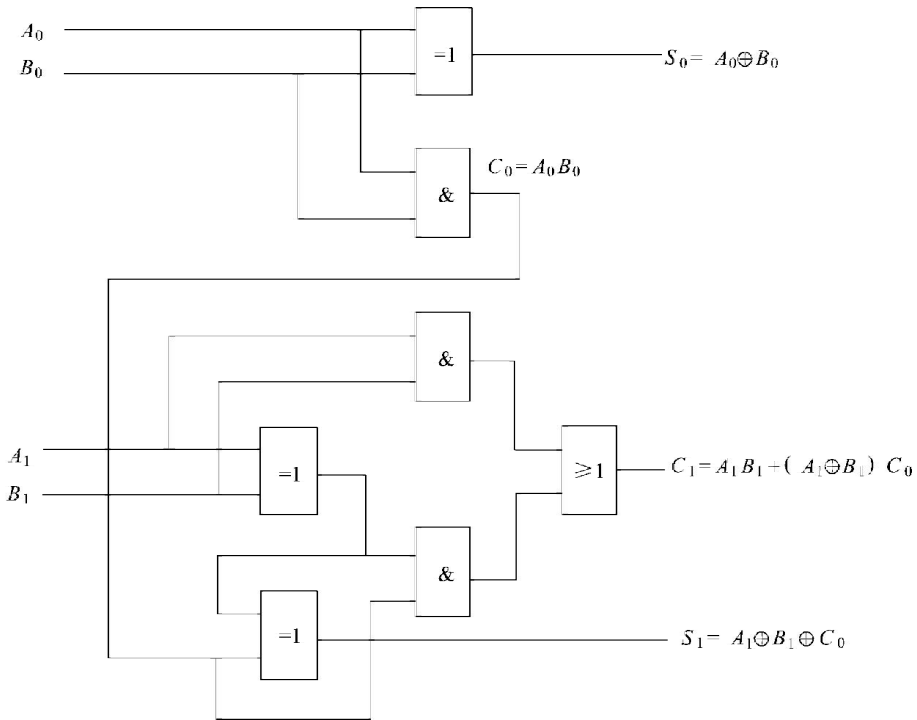 A₀
B₀
=1
S₀= A₀⊕B₀
C₀=A₀B₀
&
&
A₁
B₁
=1
≥1
C₁=A₁B₁+( A₁⊕B₁) C₀
&
=1
S₁= A₁⊕B₁⊕C₀